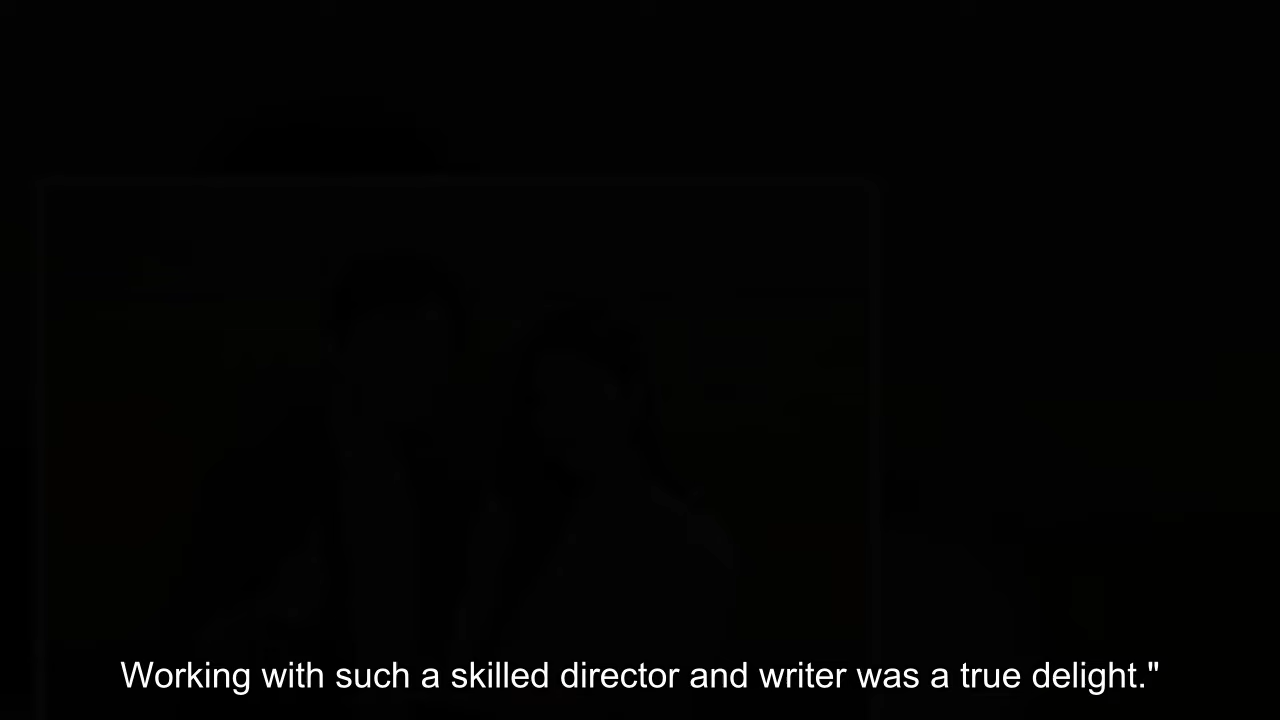 Working with such a skilled director and writer was a true delight."